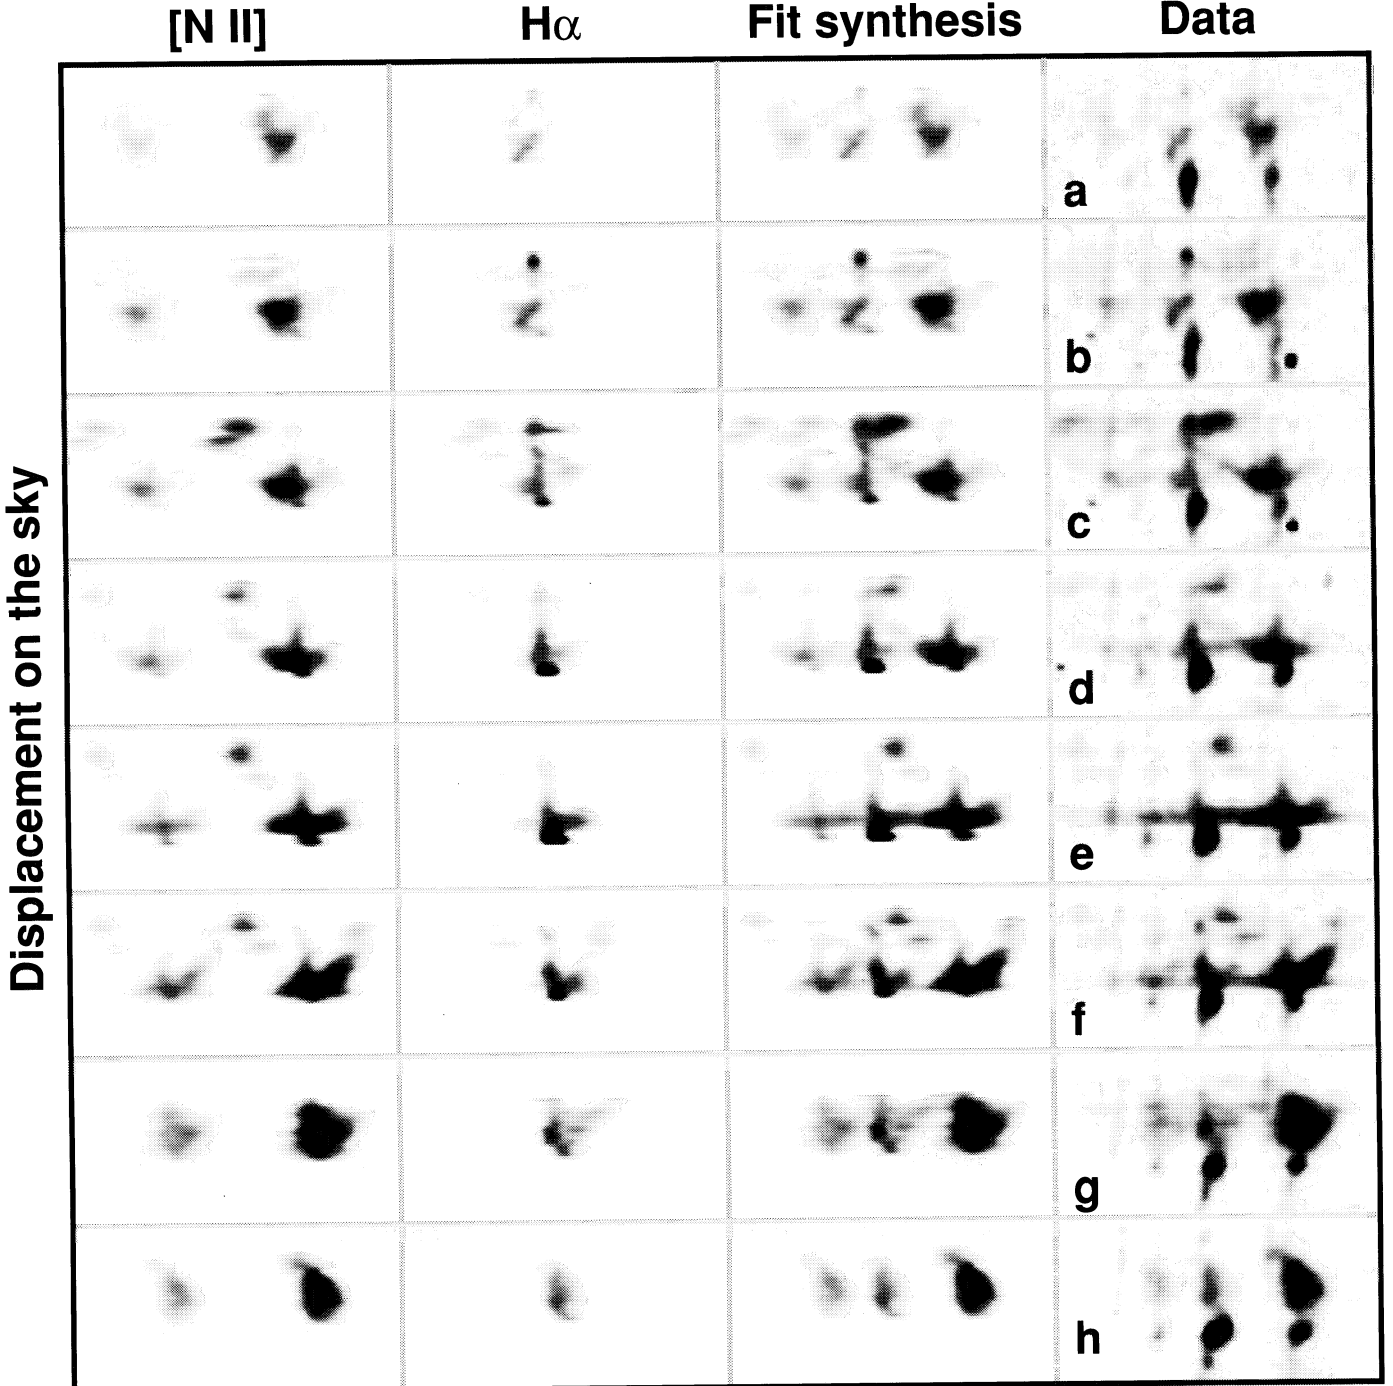 [N II] Hα Fit synthesis Data
Displacement on the sky
a
b
c
d
e
f
g
h